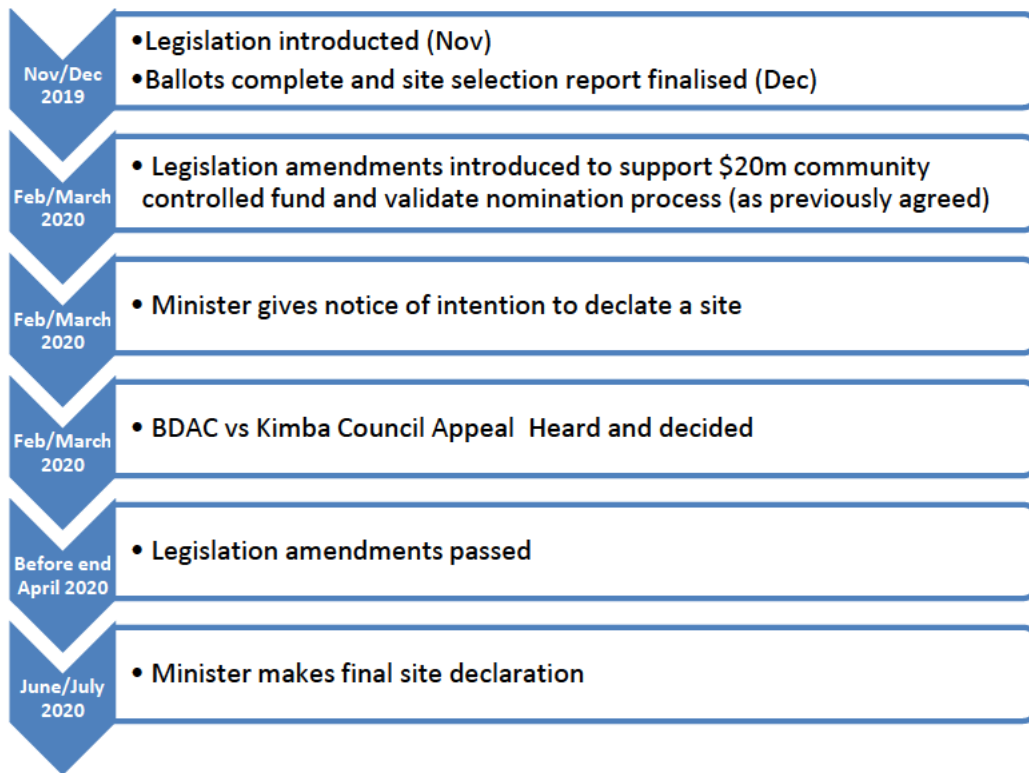 Nov/Dec
2019
•Legislation introducted (Nov)
•Ballots complete and site selection report finalised (Dec)
Feb/March
2020
• Legislation amendments introduced to support $20m community
controlled fund and validate nomination process (as previously agreed)
Feb/March
2020
• Minister gives notice of intention to declate a site
Feb/March
2020
• BDAC vs Kimba Council Appeal Heard and decided
Before end
April 2020
• Legislation amendments passed
June/July
2020
• Minister makes final site declaration